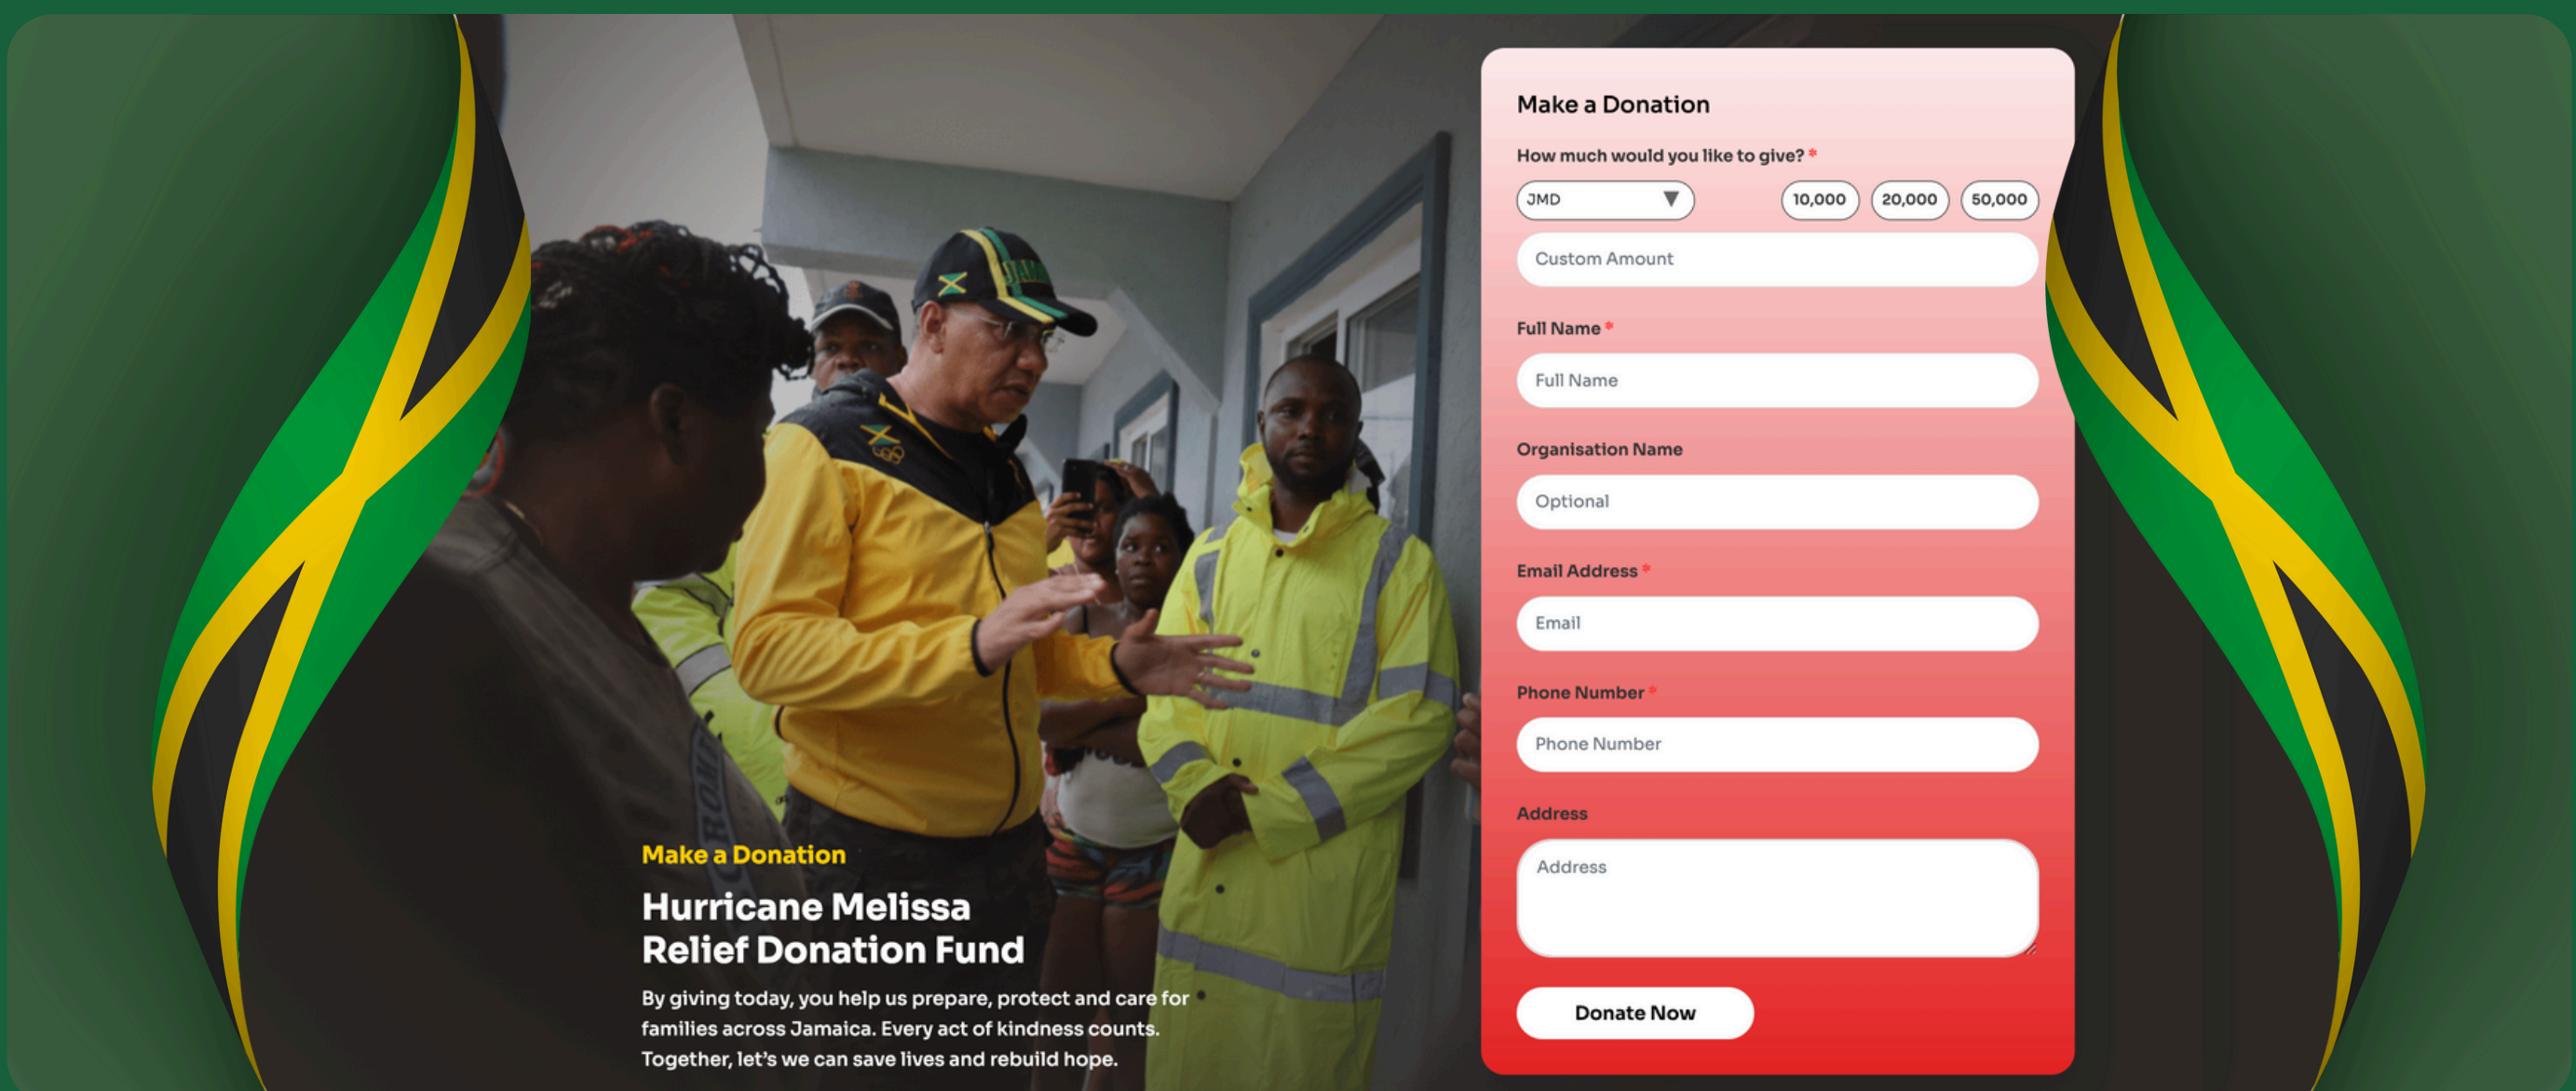 Make a Donation
Hurricane Melissa
Relief Donation Fund
By giving today, you help us prepare, protect and care for
families across Jamaica. Every act of kindness counts.
Together, let's we can save lives and rebuild hope.
Make a Donation
How much would you like to give? *
JMD 10,000 20,000 50,000
Custom Amount
Full Name *
Full Name
Organisation Name
Optional
Email Address *
Email
Phone Number *
Phone Number
Address
Address
Donate Now